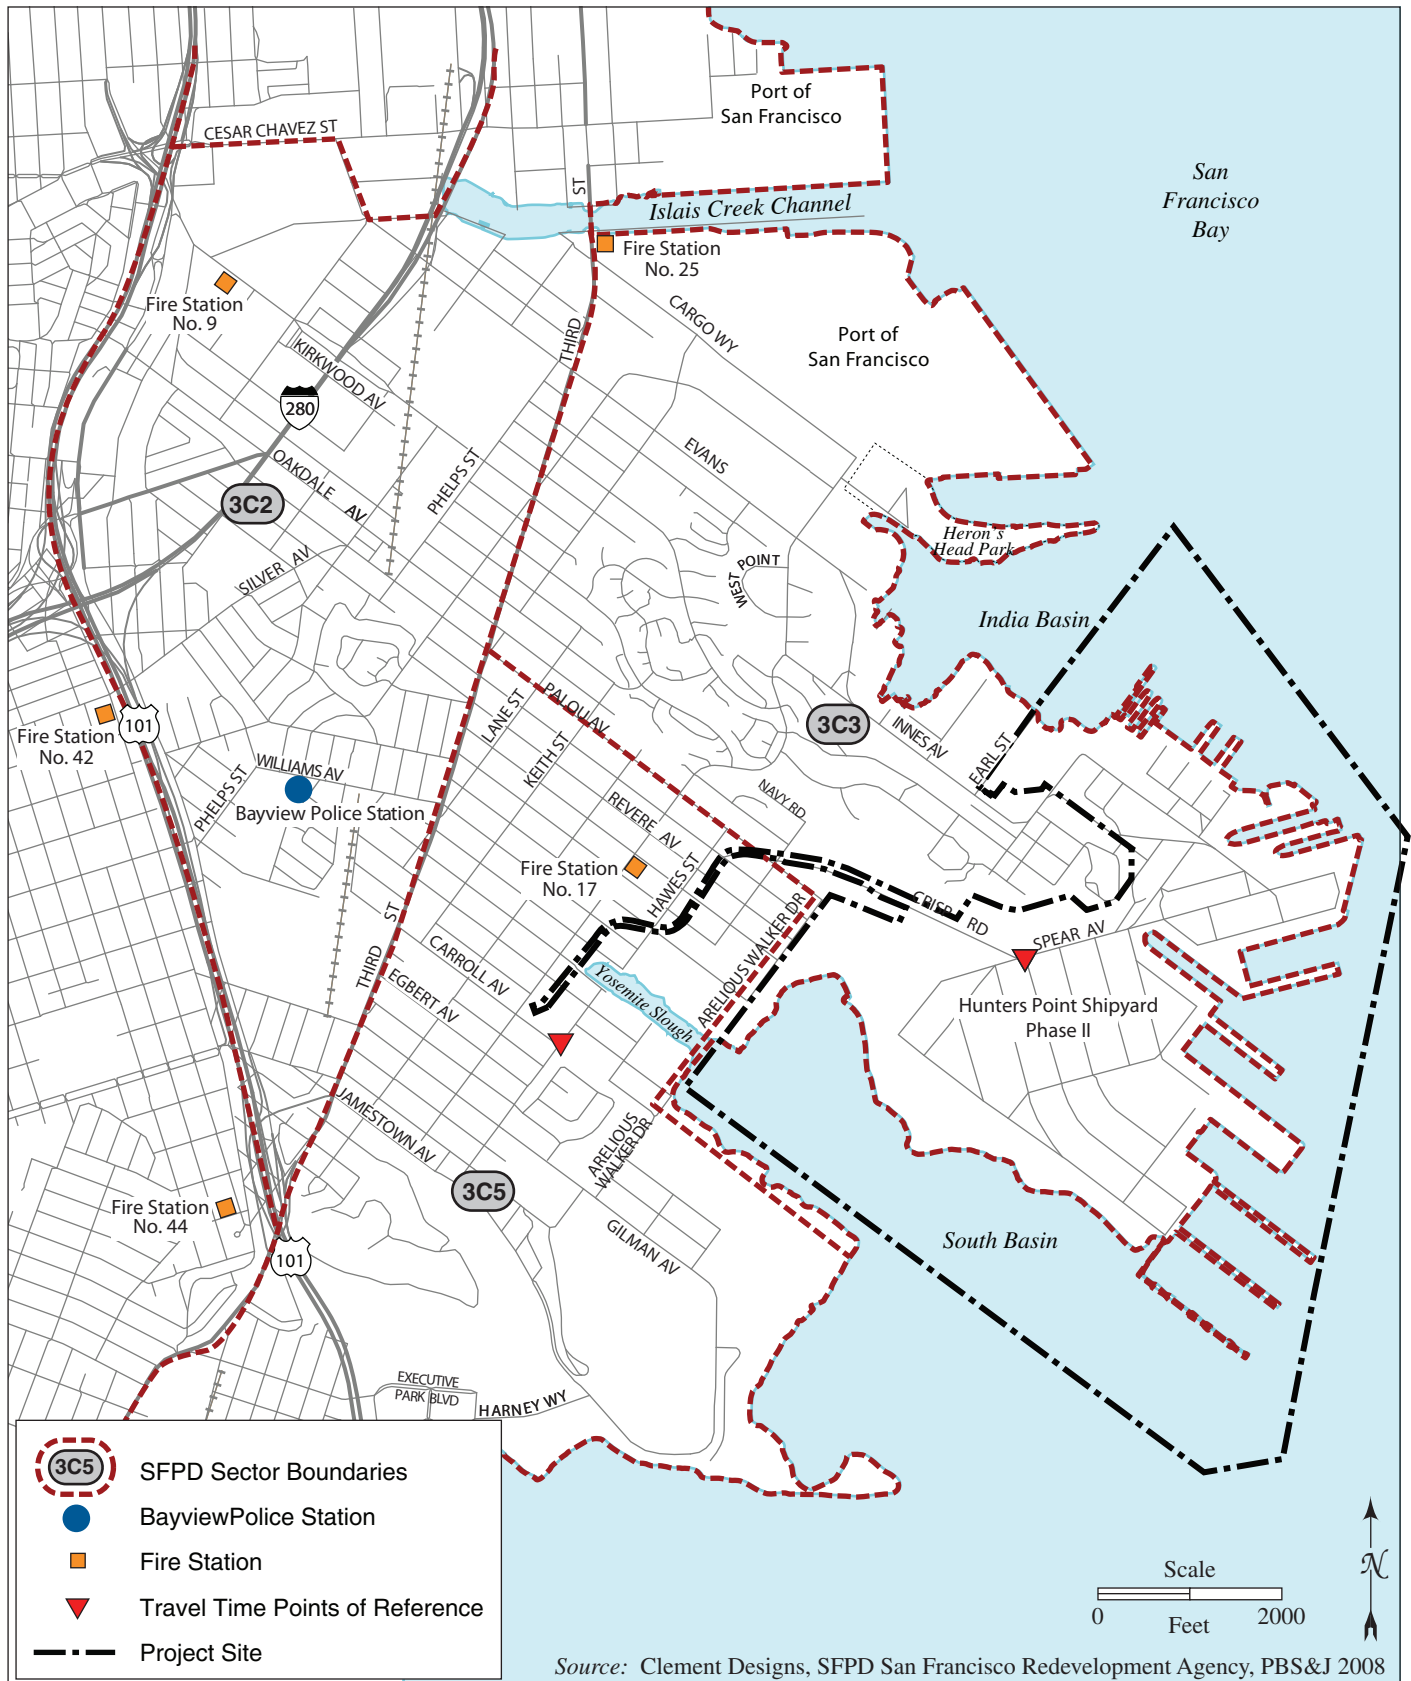 Port of
San Francisco
CESAR CHAVEZ ST
San
Francisco
Bay
ST
Islais Creek Channel
Fire Station
No. 25
Fire Station
No. 9
CARGO WY
THIRD
Port of
San Francisco
KIRKWOOD AV
280
EVANS
OAKDALE AV
PHELPS ST
3C2
Heron's
Head Park
SILVER AV
WEST POINT
India Basin
LANE ST
PALOU AV
3C3
INNES AV
Fire Station
No. 42
101
KEITH ST
EARL ST
WILLIAMS AV
PHELPS ST
Bayview Police Station
NAVY RD
REVERE AV
Fire Station
No. 17
HAWES ST
CRISP RD
ARELIOUS WALKER DR
SPEAR AV
THIRD ST
CARROLL AV
EGBERT AV
Yosemite Slough
Hunters Point Shipyard
Phase II
JAMESTOWN AV
ARELIOUS
WALKER DR
3C5
Fire Station
No. 44
GILMAN AV
South Basin
101
EXECUTIVE
PARK BLVD
HARNEY WY
3C5
SFPD Sector Boundaries
BayviewPolice Station
Fire Station
Travel Time Points of Reference
Project Site
Scale
0
2000
Feet
N
Source: Clement Designs, SFPD San Francisco Redevelopment Agency, PBS&J 2008